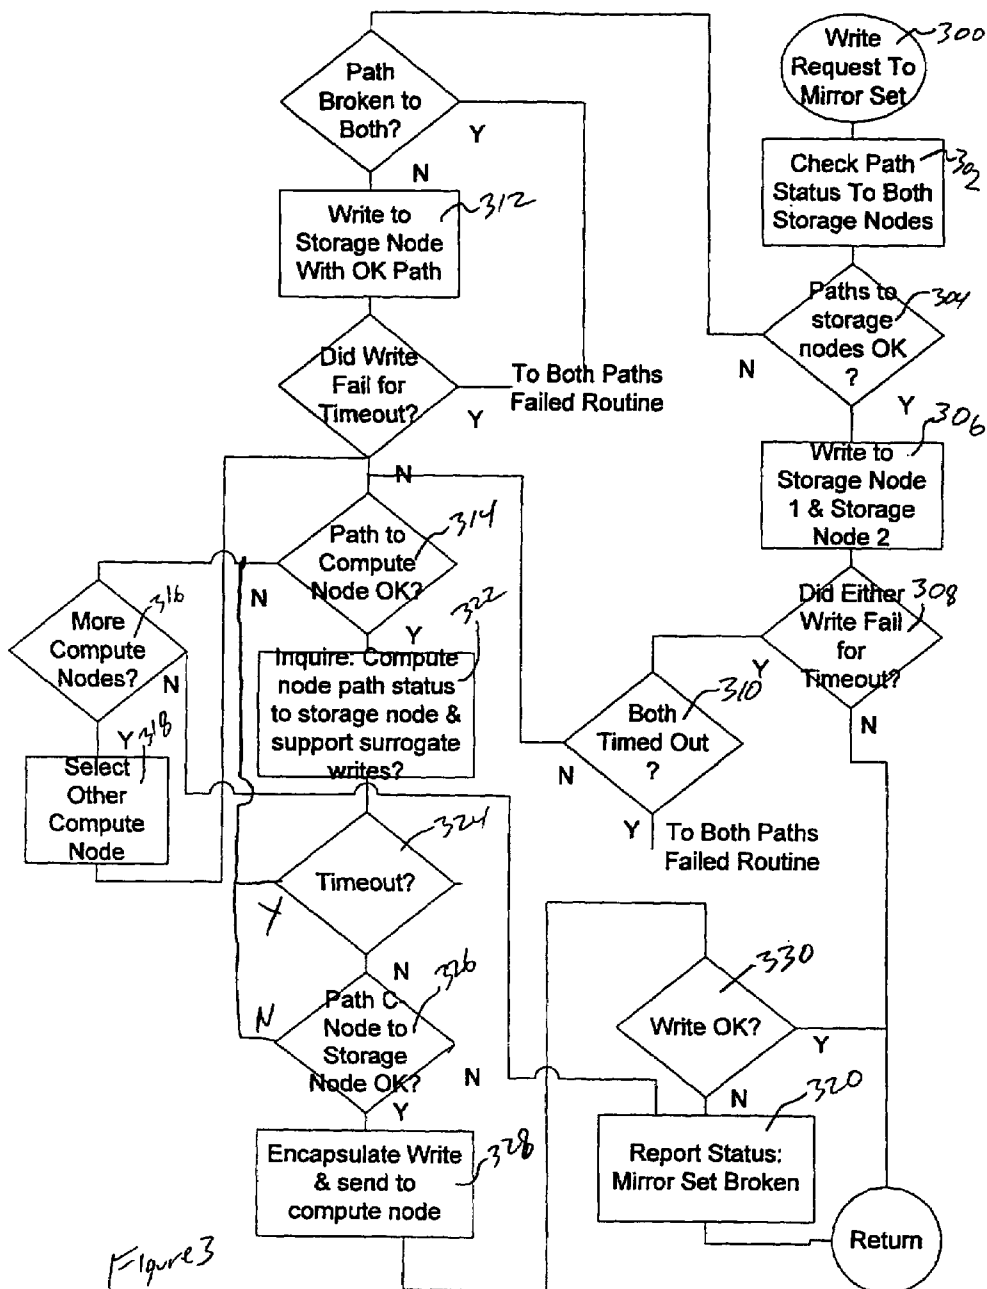 Write
Request To
Mirror Set
300
Check Path
Status To Both
Storage Nodes
302
Paths to
storage
nodes OK
?
304
N
Y
Write to
Storage Node
1 & Storage
Node 2
306
Did Either
Write Fail
for
Timeout?
308
Y
N
Both
Timed Out
?
310
N
Y
To Both Paths
Failed Routine
Path
Broken to
Both?
Y
N
Write to
Storage Node
With OK Path
312
Did Write
Fail for
Timeout?
Y
To Both Paths
Failed Routine
N
Path to
Compute
Node OK?
314
N
Y
More
Compute
Nodes?
316
N
Y
Select
Other
Compute
Node
318
Inquire: Compute
node path status
to storage node &
support surrogate
writes?
322
Timeout?
324
Y
N
Path C-
Node to
Storage
Node OK?
326
N
N
Y
Encapsulate Write
& send to
compute node
328
Write OK?
330
Y
N
Report Status:
Mirror Set Broken
320
Return
Figure 3